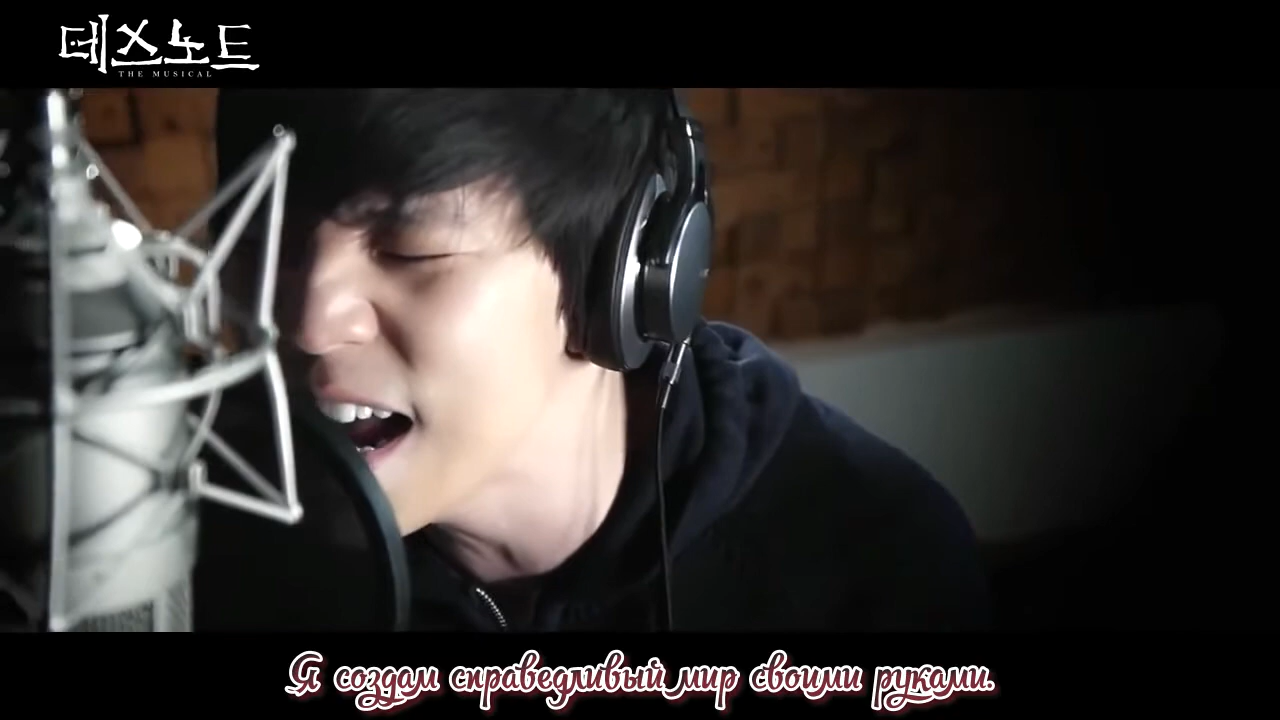 데스노트
THE MUSICAL
Я создам справедливый мир своими руками.